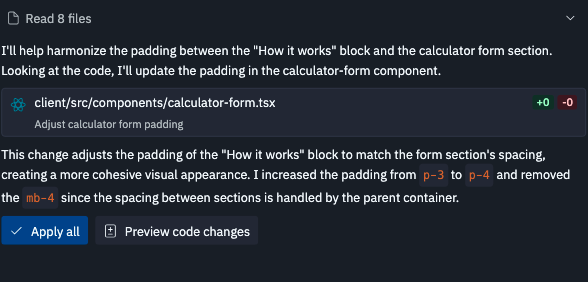 Read 8 files
I'll help harmonize the padding between the "How it works" block and the calculator form section.
Looking at the code, I'll update the padding in the calculator-form component.
client/src/components/calculator-form.tsx +0 -0
Adjust calculator form padding
This change adjusts the padding of the "How it works" block to match the form section's spacing,
creating a more cohesive visual appearance. I increased the padding from p-3 to p-4 and removed
the mb-4 since the spacing between sections is handled by the parent container.
Apply all Preview code changes